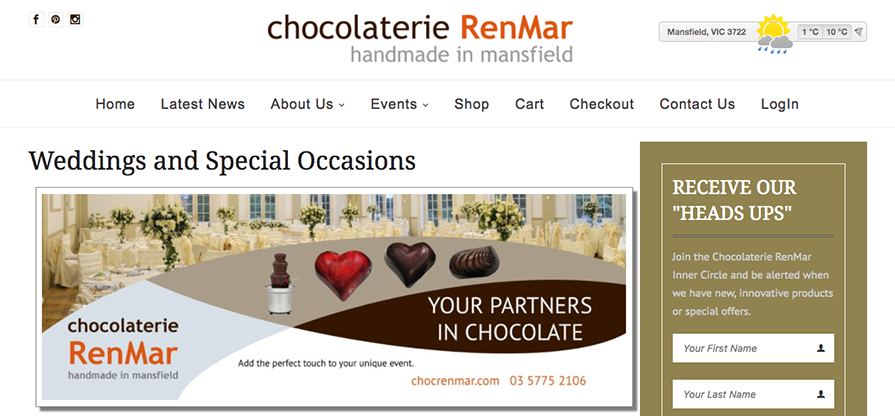 chocolaterie RenMar
handmade in mansfield
Mansfield, VIC 3722 1 °C 10 °C
Home Latest News About Us Events Shop Cart Checkout Contact Us LogIn
Weddings and Special Occasions
YOUR PARTNERS
IN CHOCOLATE
chocolaterie
RenMar
handmade in mansfield
Add the perfect touch to your unique event.
chocrenmar.com 03 5775 2106
RECEIVE OUR
"HEADS UPS"
Join the Chocolaterie RenMar
Inner Circle and be alerted when
we have new, innovative products
or special offers.
Your First Name
Your Last Name